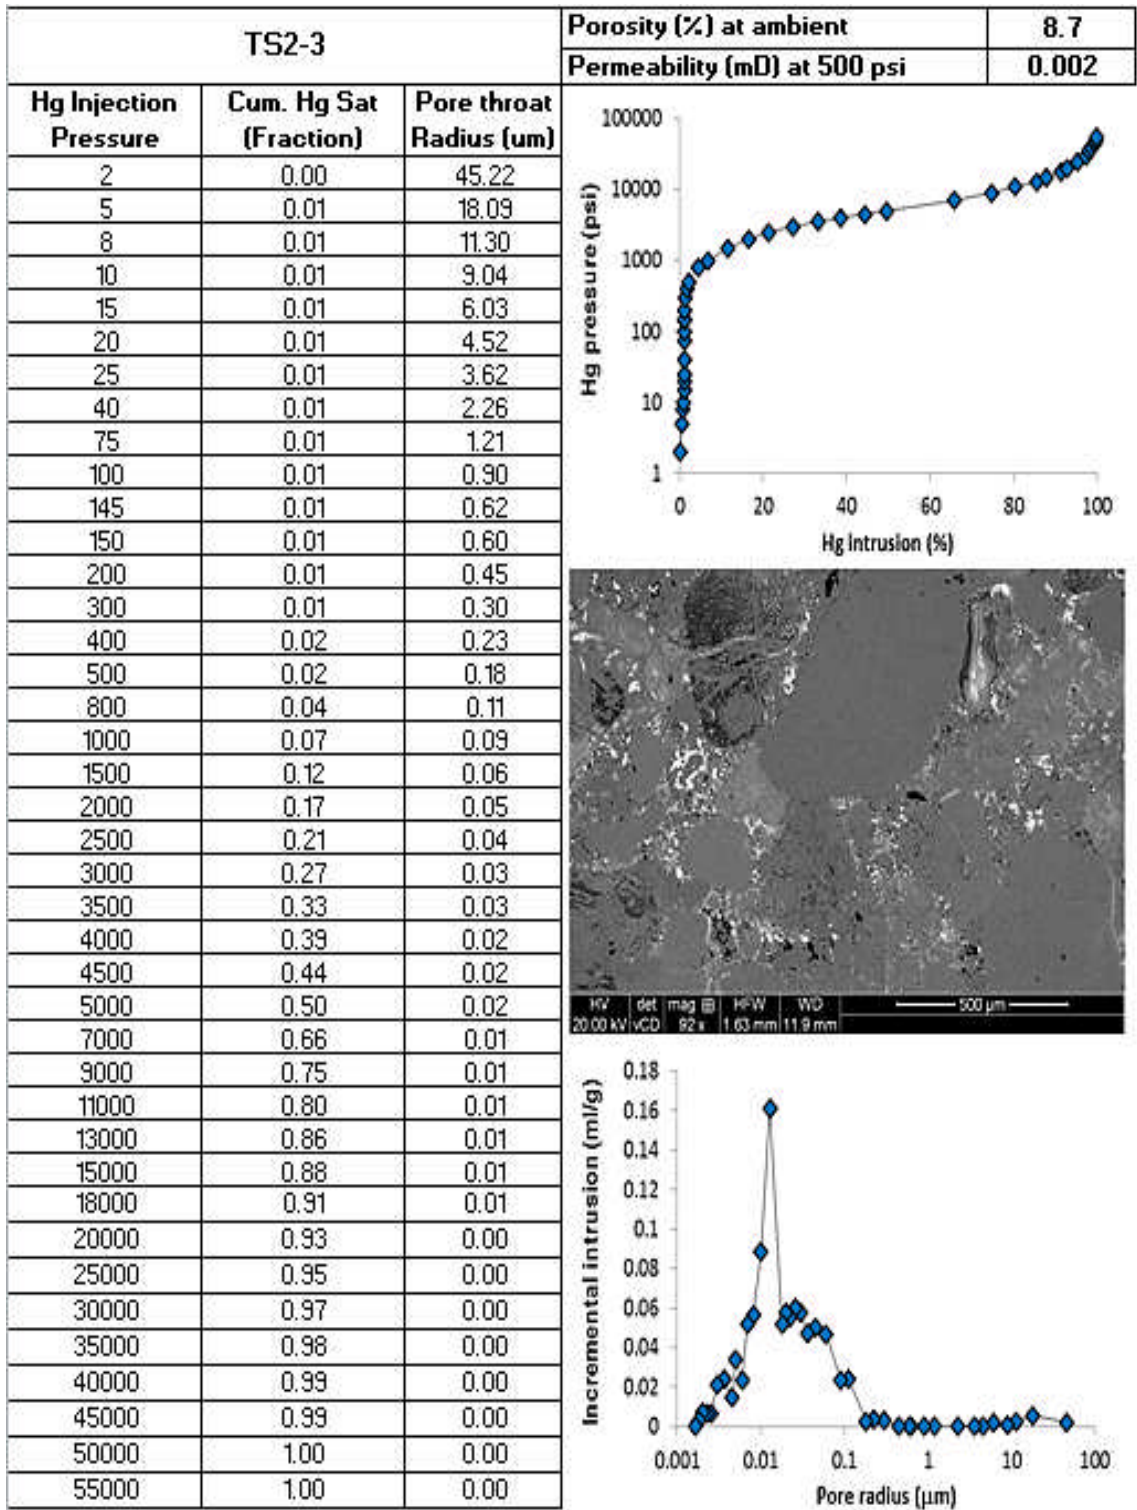 TS2-3
Porosity (%) at ambient 8.7
Permeability (mD) at 500 psi 0.002
Hg Injection Pressure Cum. Hg Sat (Fraction) Pore throat Radius (um)
2 0.00 45.22
5 0.01 18.09
8 0.01 11.30
10 0.01 9.04
15 0.01 6.03
20 0.01 4.52
25 0.01 3.62
40 0.01 2.26
75 0.01 1.21
100 0.01 0.90
145 0.01 0.62
150 0.01 0.60
200 0.01 0.45
300 0.01 0.30
400 0.02 0.23
500 0.02 0.18
800 0.04 0.11
1000 0.07 0.09
1500 0.12 0.06
2000 0.17 0.05
2500 0.21 0.04
3000 0.27 0.03
3500 0.33 0.03
4000 0.39 0.02
4500 0.44 0.02
5000 0.50 0.02
7000 0.66 0.01
9000 0.75 0.01
11000 0.80 0.01
13000 0.86 0.01
15000 0.88 0.01
18000 0.91 0.01
20000 0.93 0.00
25000 0.95 0.00
30000 0.97 0.00
35000 0.98 0.00
40000 0.99 0.00
45000 0.99 0.00
50000 1.00 0.00
55000 1.00 0.00
Hg pressure (psi)
100000
10000
1000
100
10
1
0 20 40 60 80 100
Hg intrusion (%)
HV det mag HFW WD 500 µm
20.00 kV vCD 92 x 1.63 mm 11.9 mm
Incremental intrusion (ml/g)
0.18
0.16
0.14
0.12
0.1
0.08
0.06
0.04
0.02
0
0.001 0.01 0.1 1 10 100
Pore radius (µm)